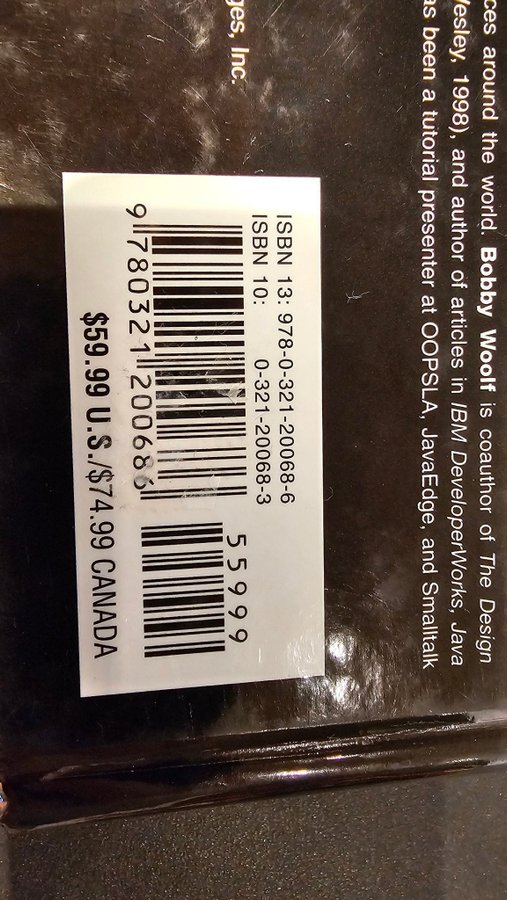 ges, Inc.
ces around the world. Bobby Woolf is coauthor of The Design
esley, 1998), and author of articles in IBM DeveloperWorks, Java
as been a tutorial presenter at OOPSLA, JavaEdge, and Smalltalk
ISBN 13: 978-0-321-20068-6
ISBN 10: 0-321-20068-3
9 780321 200686
55999
$59.99 U.S./$74.99 CANADA